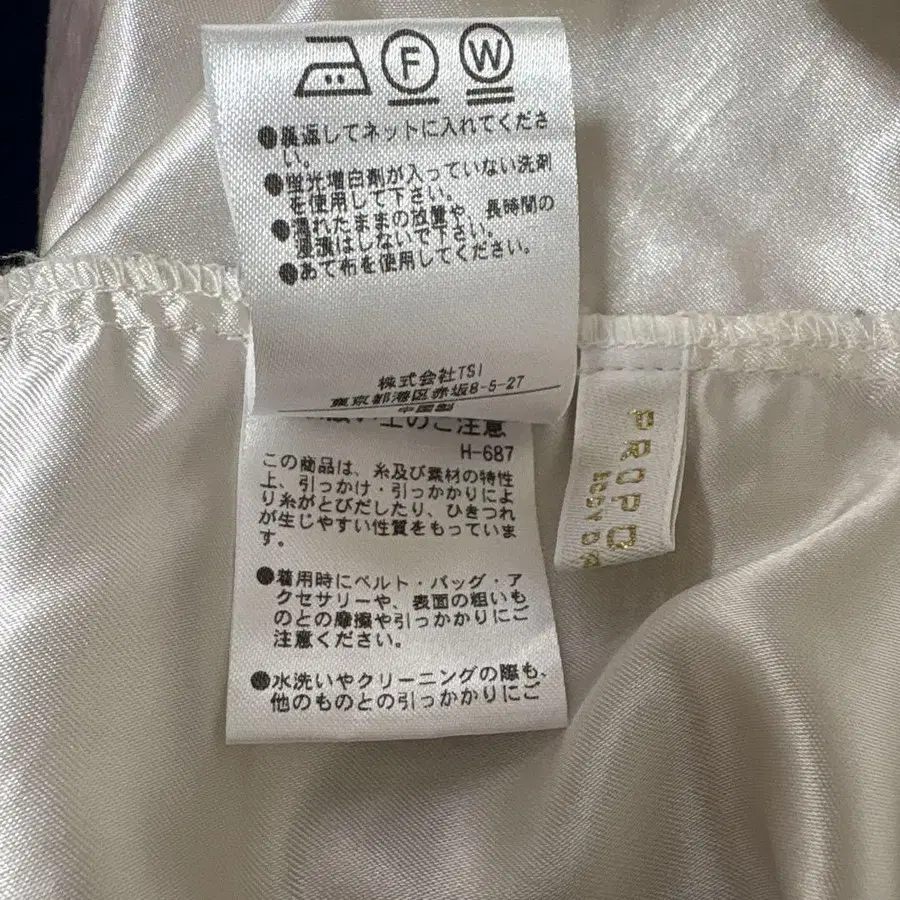 F
W
●裏返してネットに入れてくださ
い。
●蛍光増白剤が入っていない洗剤
を使用して下さい。
●濡れたままの放置や、長時間の
浸漬はしないで下さい。
●あて布を使用してください。
株式会社TSI
東京都港区赤坂8-5-27
中国製
い上のご注意
H-687
この商品は、糸及び素材の特性
上、引っかけ・引っかかりによ
り糸がとびだしたり、ひきつれ
が生じやすい性質をもっていま
す。
●着用時にベルト・バッグ・ア
クセサリーや、表面の粗いも
のとの摩擦や引っかかりにご
注意ください。
●水洗いやクリーニングの際も、
他のものとの引っかかりにご
PROPO
BODY DR